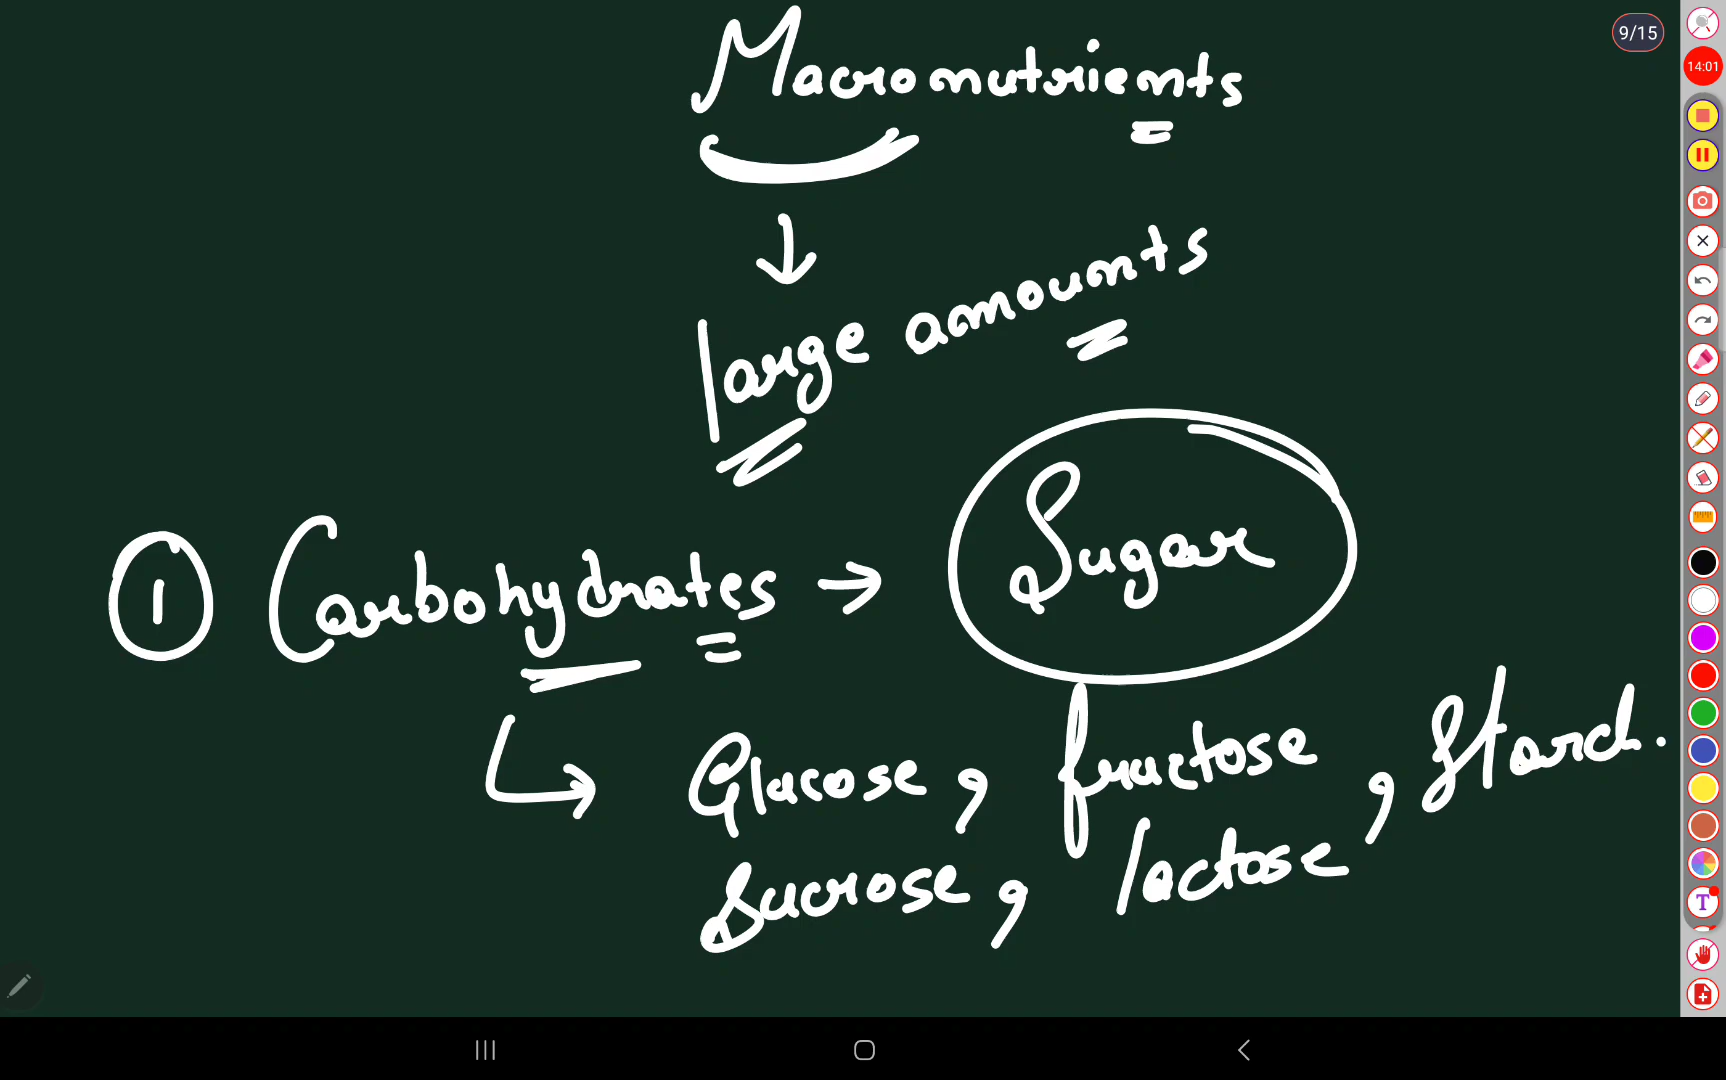 9/15
14:01
Macronutrients
↓
large amounts
① Carbohydrates → Sugar
↳ Glucose, fructose, Starch.
Sucrose, lactose
T